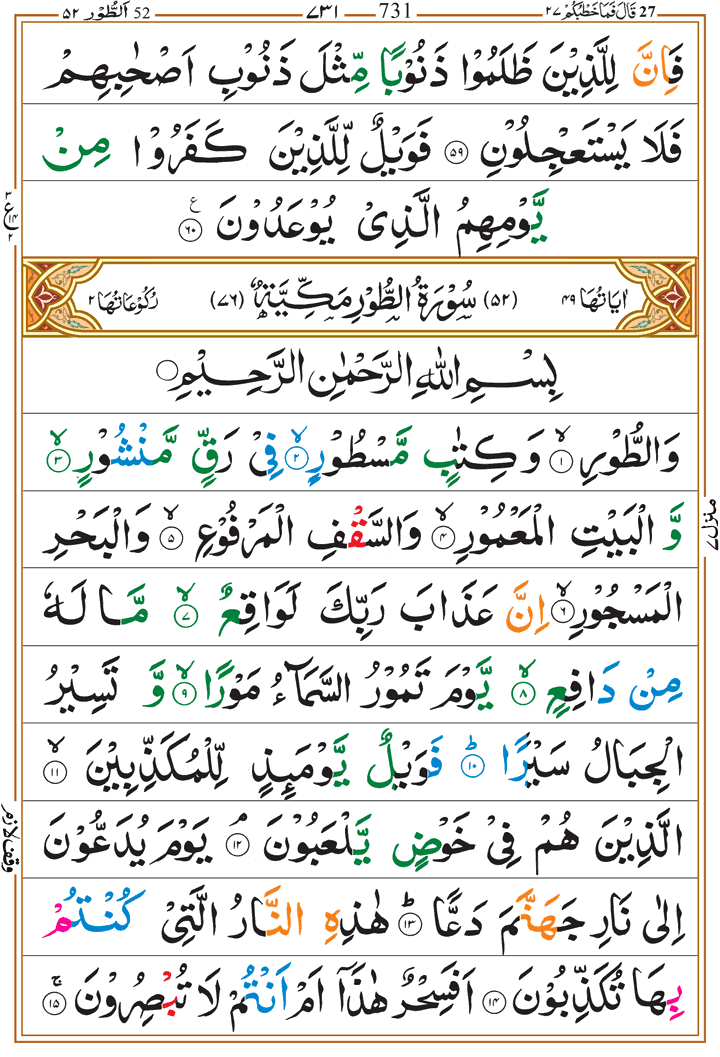 27 قَالَ فَمَا خَطْبُكُمْ ٢٧
731 ٧٣١
52 اَلطُّوْر ٥٢
فَاِنَّ لِلَّذِيْنَ ظَلَمُوْا ذَنُوْبًا مِّثْلَ ذَنُوْبِ اَصْحٰبِهِمْ
فَلَا يَسْتَعْجِلُوْنِ ٥٩ فَوَيْلٌ لِّلَّذِيْنَ كَفَرُوْا مِنْ
يَّوْمِهِمُ الَّذِىْ يُوْعَدُوْنَ ٦٠ ع
٢ ع ١٤ ٢
اٰيَاتُهَا ٤٩ (٥٢) سُوْرَةُ الطُّوْرِ مَكِّيَّةٌ (٧٦) رُكُوْعَاتُهَا ٢
بِسْمِ اللّٰهِ الرَّحْمٰنِ الرَّحِيْمِ
وَالطُّوْرِ ۙ ١ وَكِتٰبٍ مَّسْطُوْرٍ ۙ ٢ فِىْ رَقٍّ مَّنْشُوْرٍ ۙ ٣
وَّالْبَيْتِ الْمَعْمُوْرِ ۙ ٤ وَالسَّقْفِ الْمَرْفُوْعِ ۙ ٥ وَالْبَحْرِ
منزل ٧
الْمَسْجُوْرِ ۙ ٦ اِنَّ عَذَابَ رَبِّكَ لَوَاقِعٌ ۙ ٧ مَّا لَهٗ
مِنْ دَافِعٍ ۙ ٨ يَّوْمَ تَمُوْرُ السَّمَآءُ مَوْرًا ۙ ٩ وَّ تَسِيْرُ
الْجِبَالُ سَيْرًا ؕ ١٠ فَوَيْلٌ يَّوْمَئِذٍ لِّلْمُكَذِّبِيْنَ ۙ ١١
الَّذِيْنَ هُمْ فِىْ خَوْضٍ يَّلْعَبُوْنَ ۘ ١٢ يَوْمَ يُدَعُّوْنَ
وقف لازم
اِلٰى نَارِ جَهَنَّمَ دَعًّا ؕ ١٣ هٰذِهِ النَّارُ الَّتِىْ كُنْتُمْ
بِهَا تُكَذِّبُوْنَ ١٤ اَفَسِحْرٌ هٰذَاۤ اَمْ اَنْتُمْ لَا تُبْصِرُوْنَ ۚ ١٥